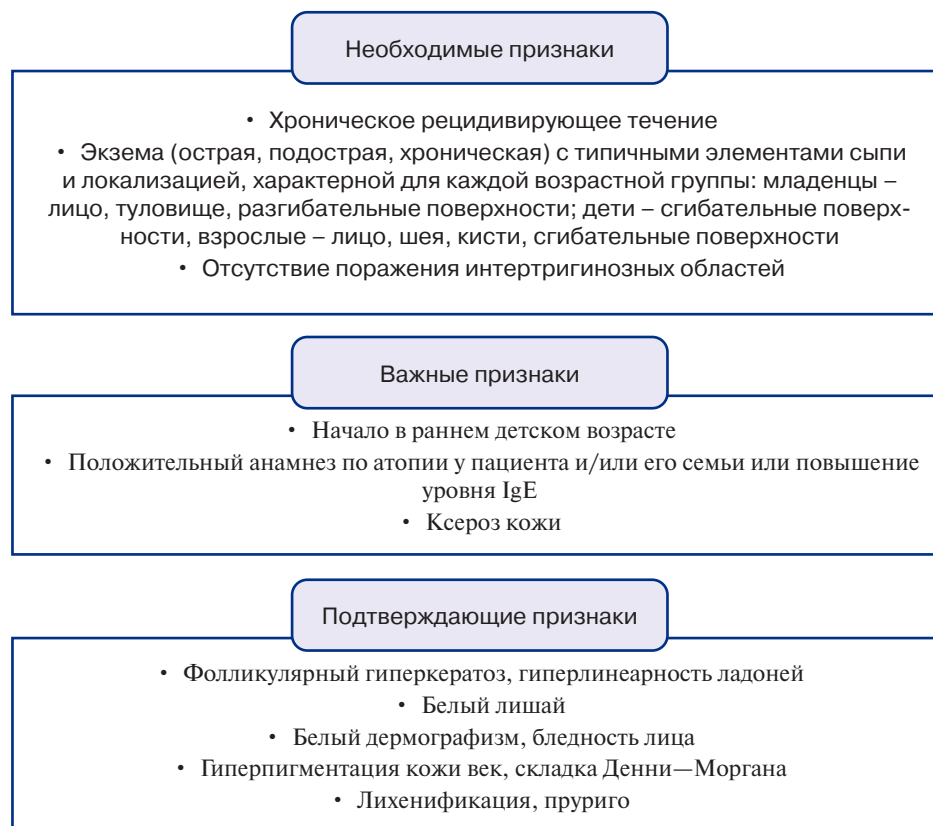 Необходимые признаки
• Хроническое рецидивирующее течение
• Экзема (острая, подострая, хроническая) с типичными элементами сыпи
и локализацией, характерной для каждой возрастной группы: младенцы –
лицо, туловище, разгибательные поверхности; дети – сгибательные поверх-
ности, взрослые – лицо, шея, кисти, сгибательные поверхности
• Отсутствие поражения интертригинозных областей
Важные признаки
• Начало в раннем детском возрасте
• Положительный анамнез по атопии у пациента и/или его семьи или повышение
уровня IgE
• Ксероз кожи
Подтверждающие признаки
• Фолликулярный гиперкератоз, гиперлинеарность ладоней
• Белый лишай
• Белый дермографизм, бледность лица
• Гиперпигментация кожи век, складка Денни—Моргана
• Лихенификация, пруриго